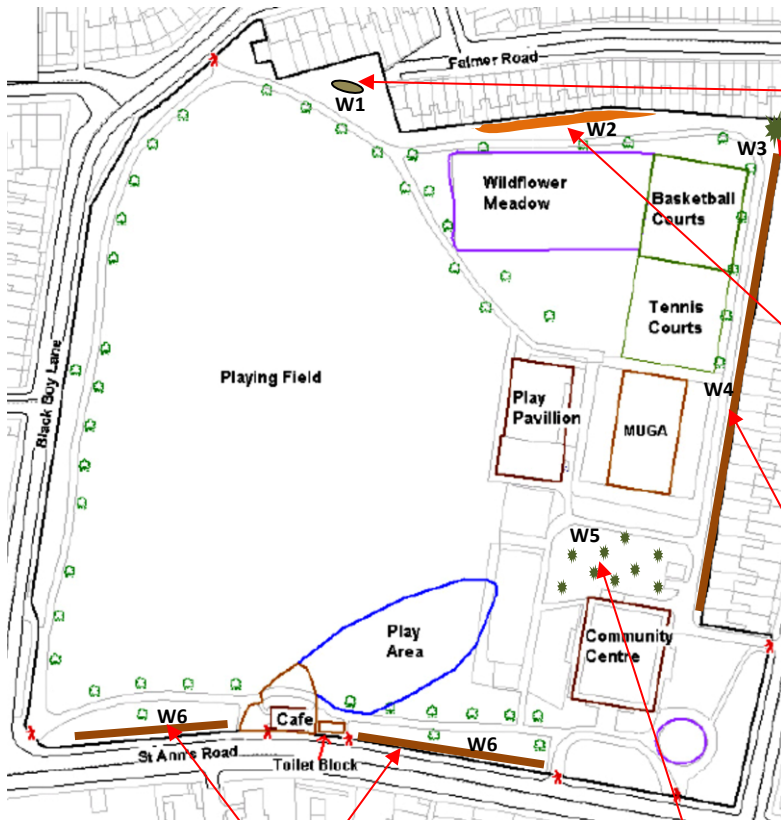 Falmer Road
W1
W2
W3
Wildflower
Meadow
Basketball
Courts
Tennis
Courts
Black Boy Lane
Playing Field
Play
Pavillion
MUGA
W4
W5
Play
Area
Community
Centre
W6
Cafe
W6
St Ann's Road
Toilet Block